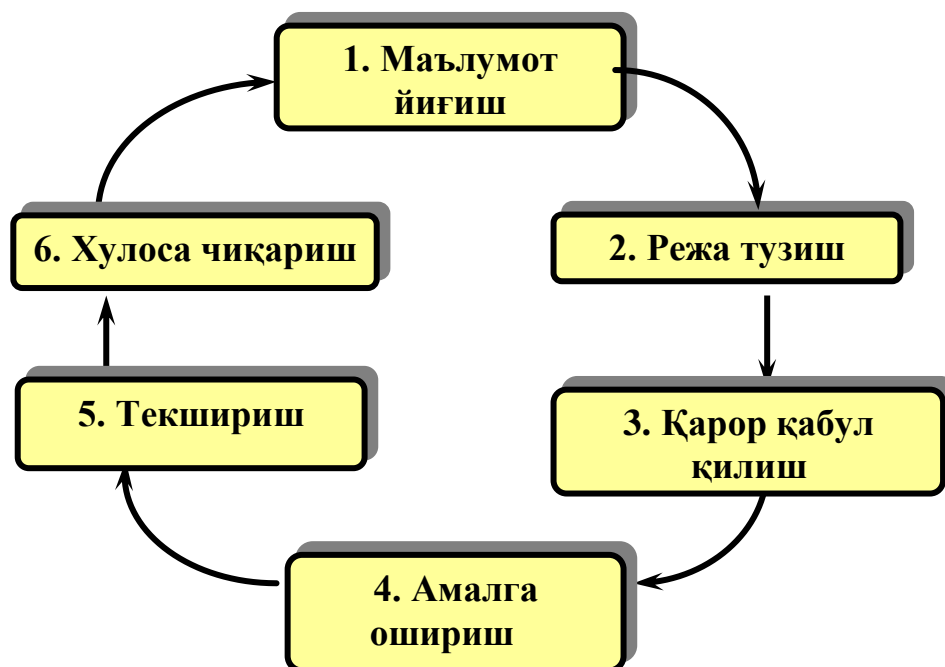 1. Маълумот
йиғиш
2. Режа тузиш
3. Қарор қабул
қилиш
4. Амалга
ошириш
5. Текшириш
6. Хулоса чиқариш